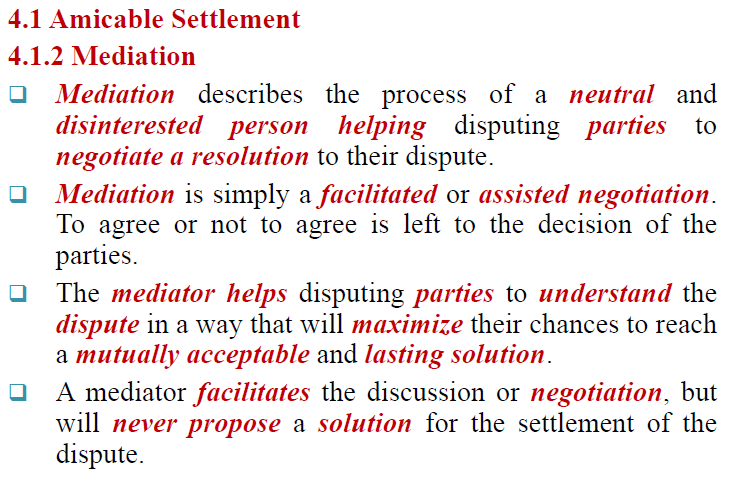 4.1 Amicable Settlement
4.1.2 Mediation
❑ Mediation describes the process of a neutral and
disinterested person helping disputing parties to
negotiate a resolution to their dispute.
❑ Mediation is simply a facilitated or assisted negotiation.
To agree or not to agree is left to the decision of the
parties.
❑ The mediator helps disputing parties to understand the
dispute in a way that will maximize their chances to reach
a mutually acceptable and lasting solution.
❑ A mediator facilitates the discussion or negotiation, but
will never propose a solution for the settlement of the
dispute.